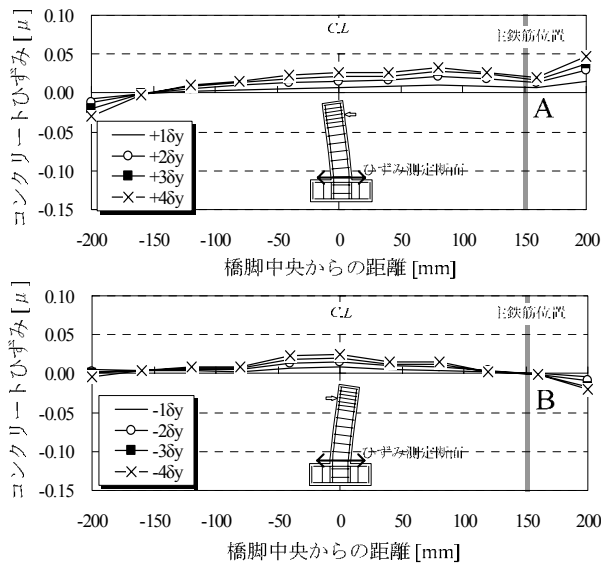 コンクリートひずみ [μ]
0.10
0.05
0.00
-0.05
-0.10
-0.15
C.L
主鉄筋位置
A
ひずみ測定断面
+1δy
+2δy
+3δy
+4δy
-200 -150 -100 -50 0 50 100 150 200
橋脚中央からの距離 [mm]
コンクリートひずみ [μ]
0.10
0.05
0.00
-0.05
-0.10
-0.15
C.L
主鉄筋位置
B
ひずみ測定断面
-1δy
-2δy
-3δy
-4δy
-200 -150 -100 -50 0 50 100 150 200
橋脚中央からの距離 [mm]